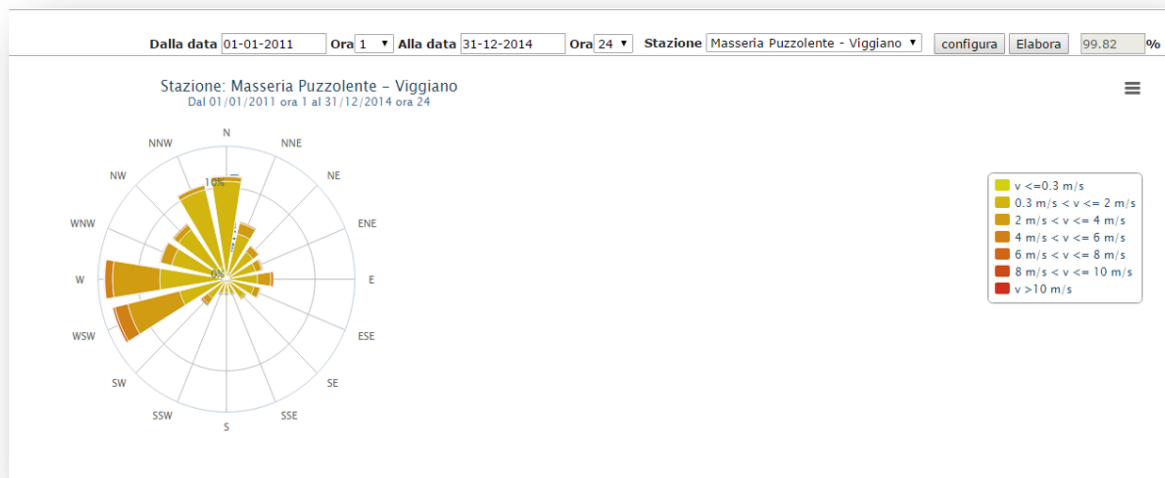 Dalla data 01-01-2011 Ora 1 Alla data 31-12-2014 Ora 24 Stazione Masseria Puzzolente - Viggiano configura Elabora 99.82 %
Stazione: Masseria Puzzolente – Viggiano
Dal 01/01/2011 ora 1 al 31/12/2014 ora 24
N
NNW NNE
NW NE
10%
WNW ENE
W 0% E
WSW ESE
SW SE
SSW SSE
S
v <=0.3 m/s
0.3 m/s < v <= 2 m/s
2 m/s < v <= 4 m/s
4 m/s < v <= 6 m/s
6 m/s < v <= 8 m/s
8 m/s < v <= 10 m/s
v >10 m/s